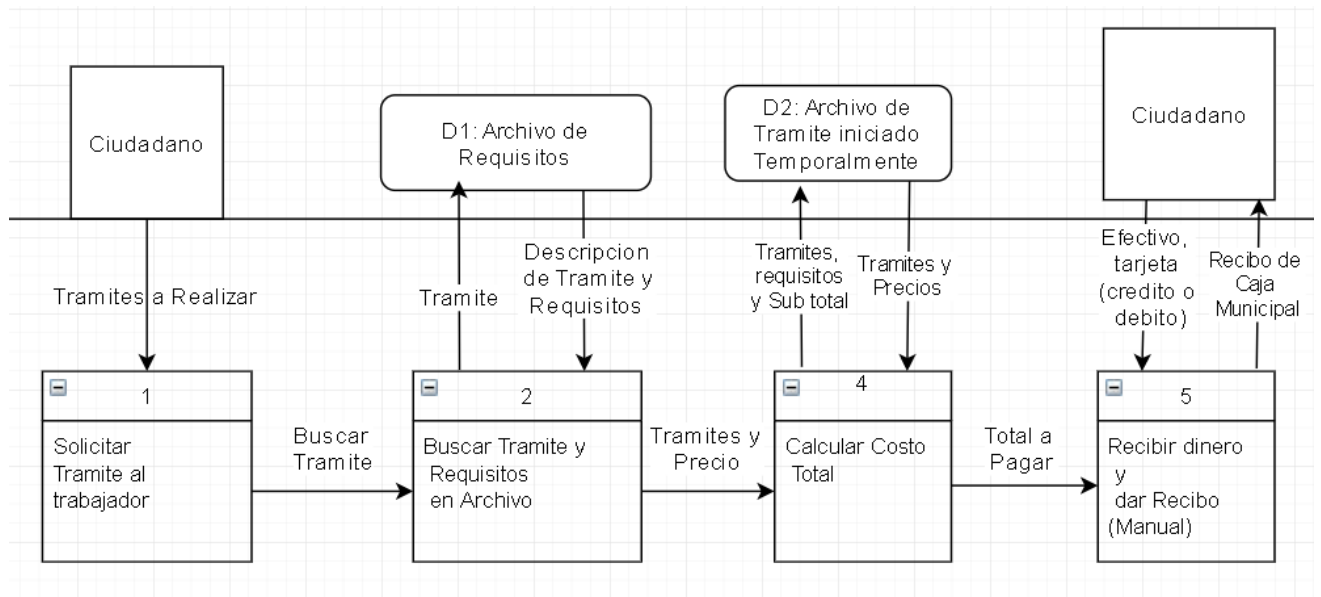 Ciudadano
D1: Archivo de
Requisitos
D2: Archivo de
Tramite iniciado
Temporalmente
Ciudadano
Tramites a Realizar
Tramite
Descripcion
de Tramite y
Requisitos
Tramites,
requisitos
y Sub total
Tramites y
Precios
Efectivo,
tarjeta
(credito o
debito)
Recibo de
Caja
Municipal
1
Solicitar
Tramite al
trabajador
Buscar
Tramite
2
Buscar Tramite y
Requisitos
en Archivo
Tramites y
Precio
4
Calcular Costo
Total
Total a
Pagar
5
Recibir dinero
y
dar Recibo
(Manual)